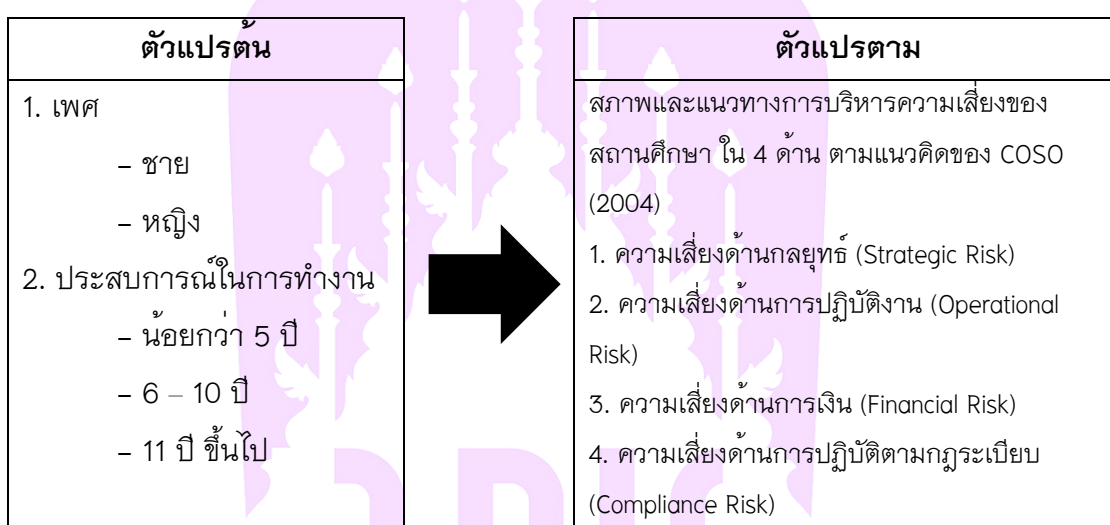 ตัวแปรต้น
1. เพศ
– ชาย
– หญิง
2. ประสบการณ์ในการทำงาน
– น้อยกว่า 5 ปี
– 6 – 10 ปี
– 11 ปี ขึ้นไป
ตัวแปรตาม
สภาพและแนวทางการบริหารความเสี่ยงของ
สถานศึกษา ใน 4 ด้าน ตามแนวคิดของ COSO
(2004)
1. ความเสี่ยงด้านกลยุทธ์ (Strategic Risk)
2. ความเสี่ยงด้านการปฏิบัติงาน (Operational
Risk)
3. ความเสี่ยงด้านการเงิน (Financial Risk)
4. ความเสี่ยงด้านการปฏิบัติตามกฎระเบียบ
(Compliance Risk)